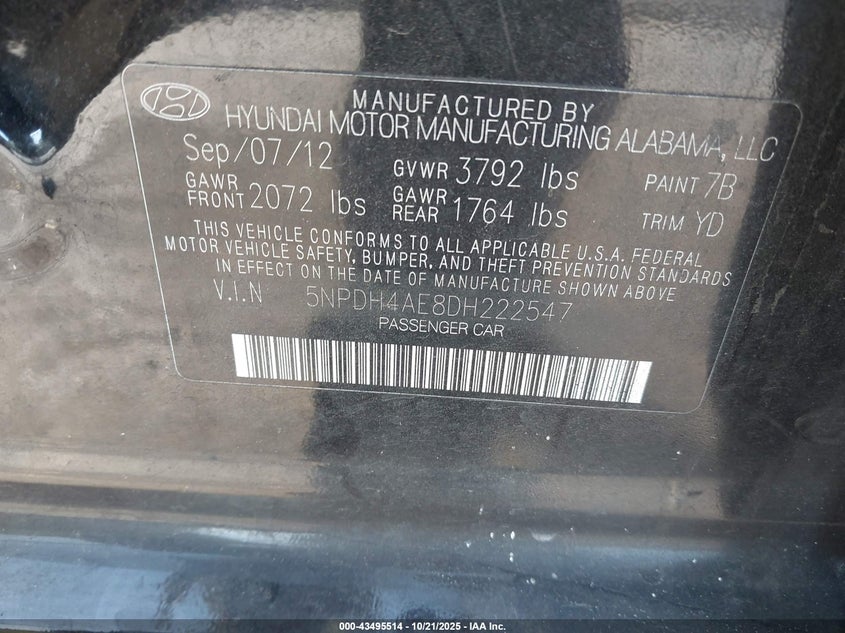 MANUFACTURED BY
HYUNDAI MOTOR MANUFACTURING ALABAMA, LLC
Sep/07/12 GVWR 3792 lbs PAINT 7B
GAWR FRONT 2072 lbs GAWR REAR 1764 lbs TRIM YD
THIS VEHICLE CONFORMS TO ALL APPLICABLE U.S.A. FEDERAL
MOTOR VEHICLE SAFETY, BUMPER, AND THEFT PREVENTION STANDARDS
IN EFFECT ON THE DATE OF MANUFACTURE SHOWN ABOVE
V.I.N 5NPDH4AE8DH222547
PASSENGER CAR
000-43495514 - 10/21/2025 - IAA Inc.